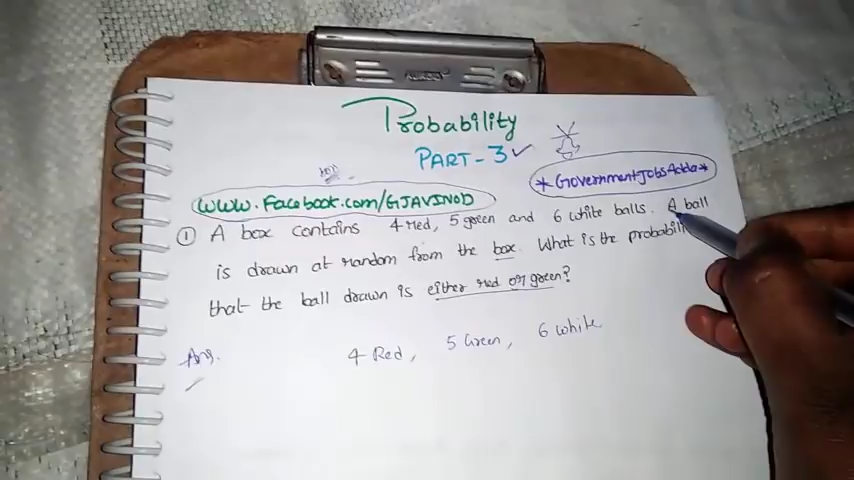 Probability
PART-3
*GovernmentJobsAdda*
www.facebook.com/GJAVINOD
① A box contains 4 red, 5 green and 6 white balls. A ball
is drawn at random from the box. What is the
that the ball drawn is either red or green?
Ans.
4 Red, 5 Green, 6 white